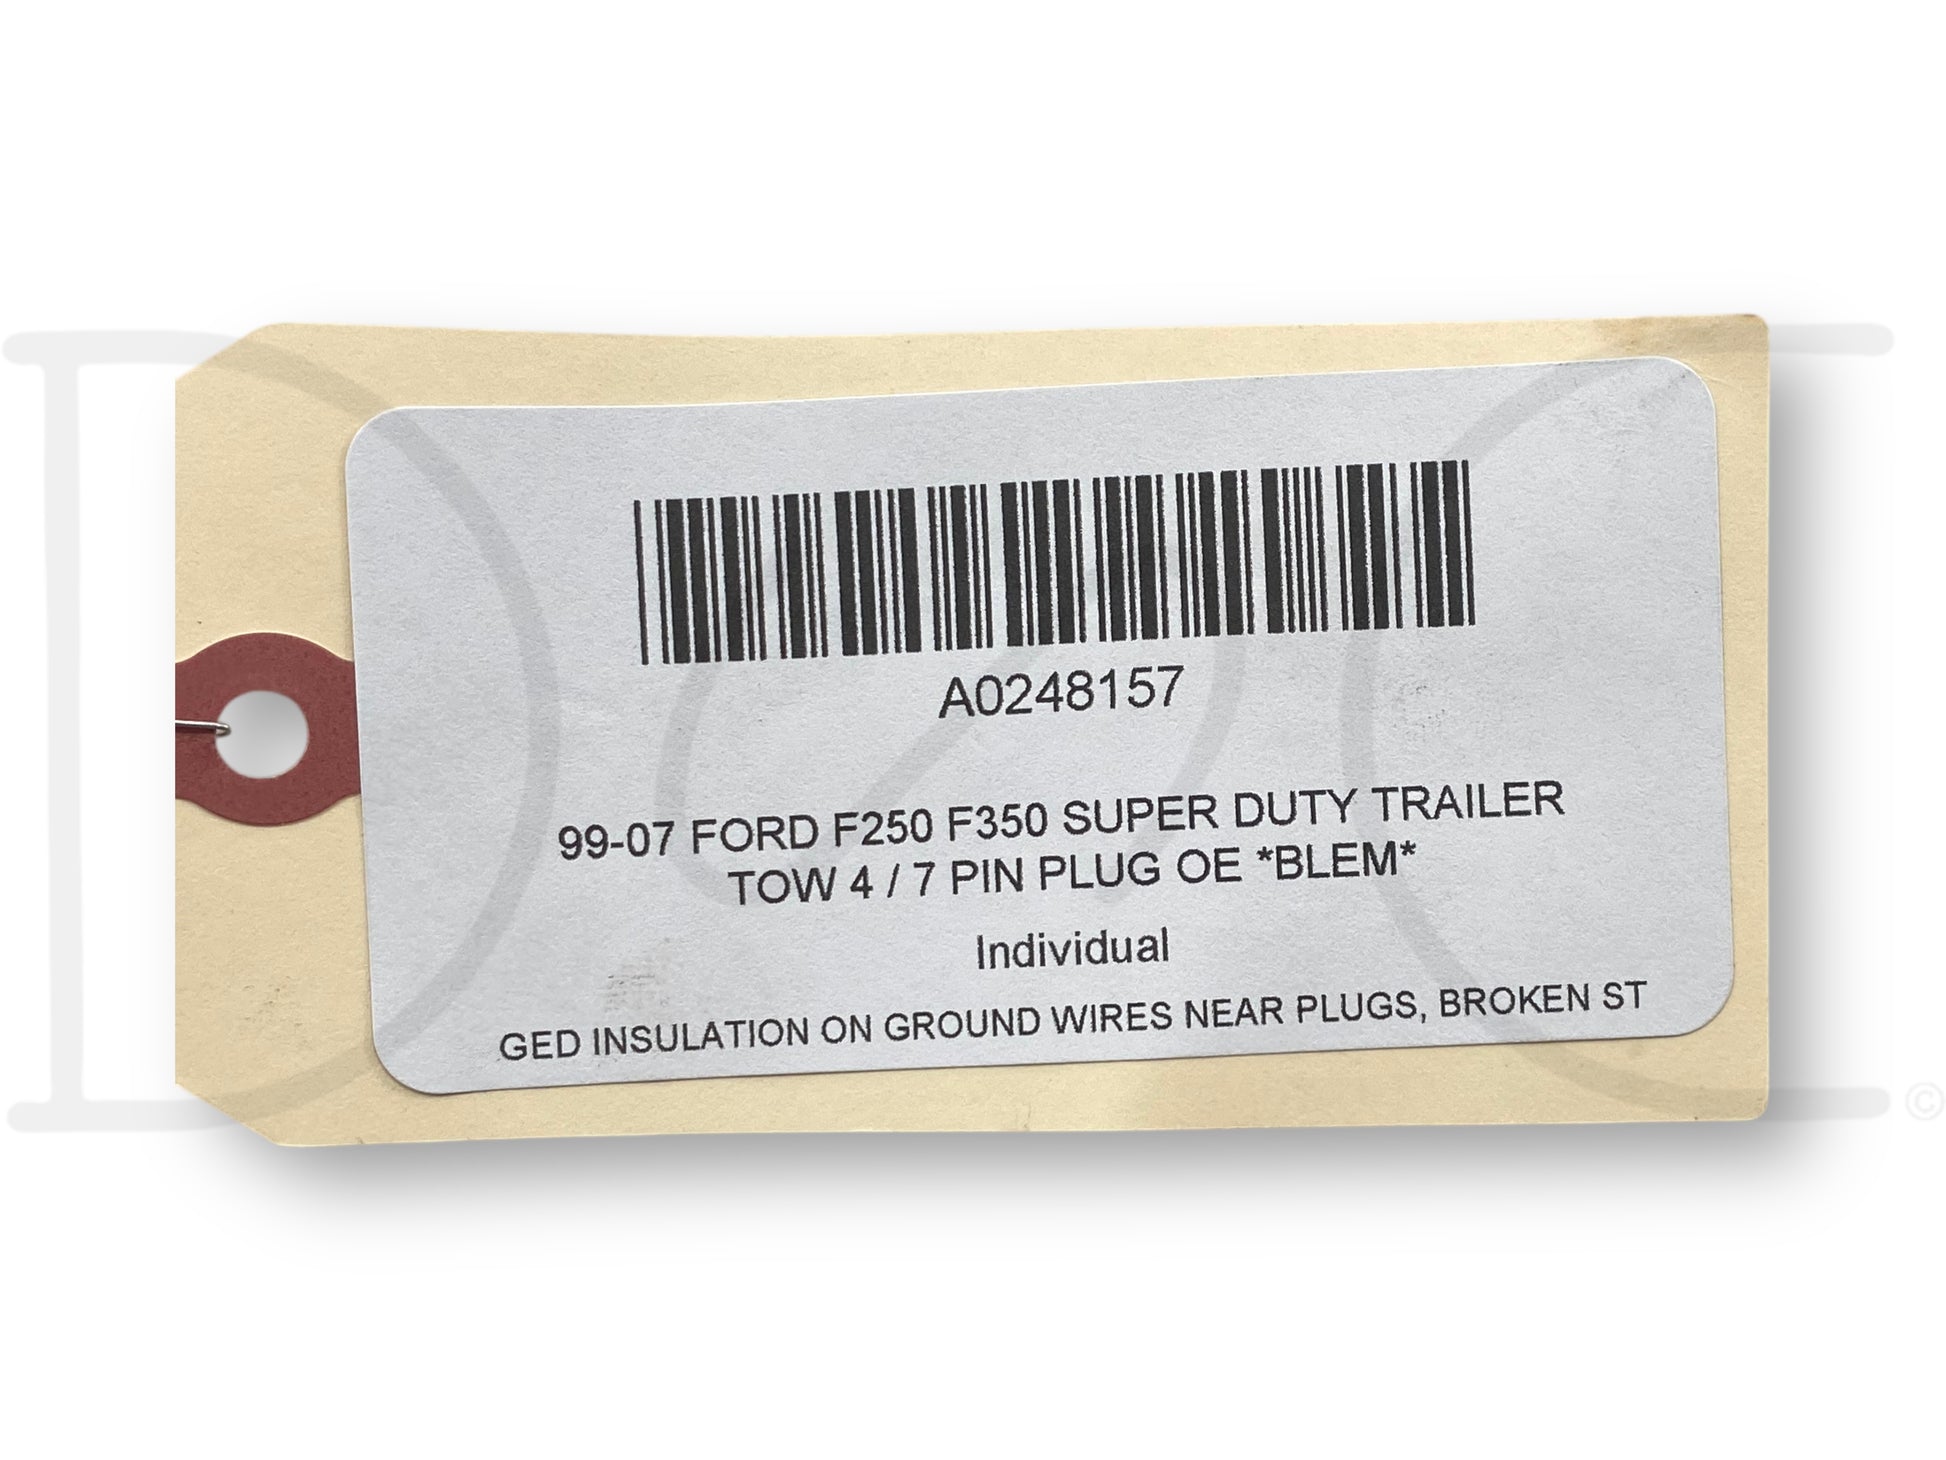 A0248157
99-07 FORD F250 F350 SUPER DUTY TRAILER
TOW 4 / 7 PIN PLUG OE *BLEM*
Individual
GED INSULATION ON GROUND WIRES NEAR PLUGS, BROKEN ST
©